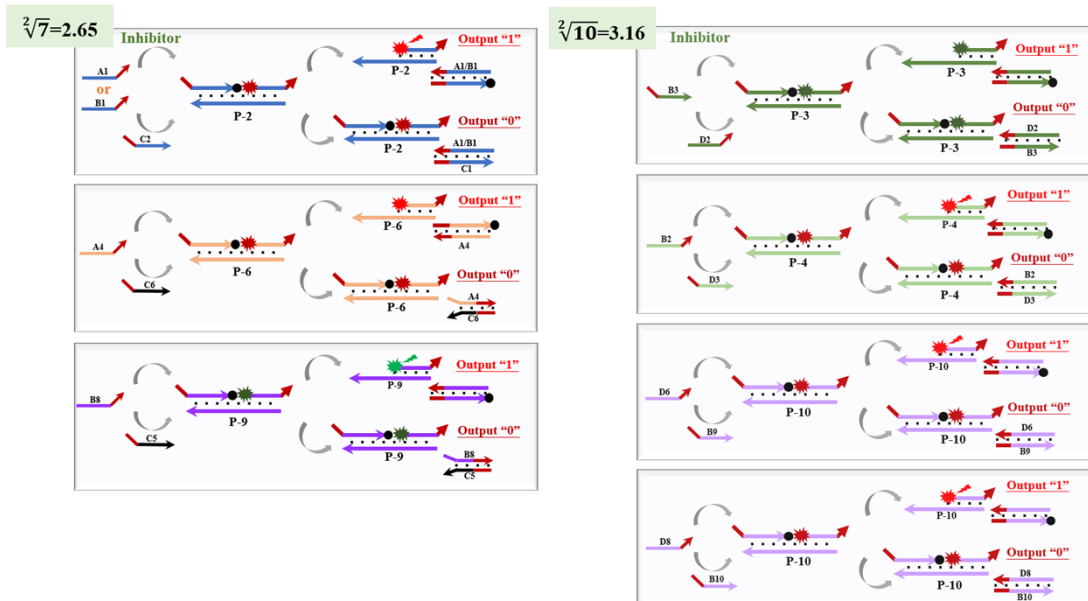 ²√7=2.65
Inhibitor
A1
or
B1
C2
P-2
P-2
Output “1”
A1/B1
Output “0”
P-2
A1/B1
C1
A4
C6
P-6
P-6
Output “1”
A4
Output “0”
P-6
A4
C6
B8
C5
P-9
P-9
Output “1”
Output “0”
P-9
B8
C5
²√10=3.16
Inhibitor
B3
D2
P-3
P-3
Output “1”
Output “0”
P-3
D2
B3
B2
D3
P-4
P-4
Output “1”
Output “0”
P-4
B2
D3
D6
B9
P-10
P-10
Output “1”
Output “0”
P-10
D6
B9
D8
B10
P-10
P-10
Output “1”
Output “0”
P-10
D8
B10